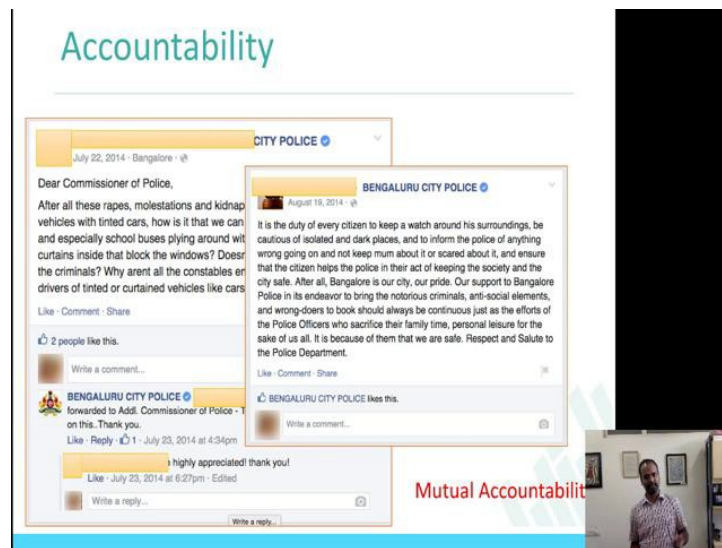 Accountability
CITY POLICE
July 22, 2014 · Bangalore ·
Dear Commissioner of Police,
After all these rapes, molestations and kidnap
vehicles with tinted cars, how is it that we can
and especially school buses plying around wit
curtains inside that block the windows? Doesr
the criminals? Why arent all the constables en
drivers of tinted or curtained vehicles like cars
Like · Comment · Share
2 people like this.
Write a comment...
BENGALURU CITY POLICE
forwarded to Addl. Commissioner of Police - T
on this..Thank you.
Like · Reply · 1 · July 23, 2014 at 4:34pm
highly appreciated! thank you!
Like · July 23, 2014 at 6:27pm · Edited
Write a reply...
Write a reply...
BENGALURU CITY POLICE
August 19, 2014 ·
It is the duty of every citizen to keep a watch around his surroundings, be
cautious of isolated and dark places, and to inform the police of anything
wrong going on and not keep mum about it or scared about it, and ensure
that the citizen helps the police in their act of keeping the society and the
city safe. After all, Bangalore is our city, our pride. Our support to Bangalore
Police in its endeavor to bring the notorious criminals, anti-social elements,
and wrong-doers to book should always be continuous just as the efforts of
the Police Officers who sacrifice their family time, personal leisure for the
sake of us all. It is because of them that we are safe. Respect and Salute to
the Police Department.
Like · Comment · Share
BENGALURU CITY POLICE likes this.
Write a comment...
Mutual Accountabilit